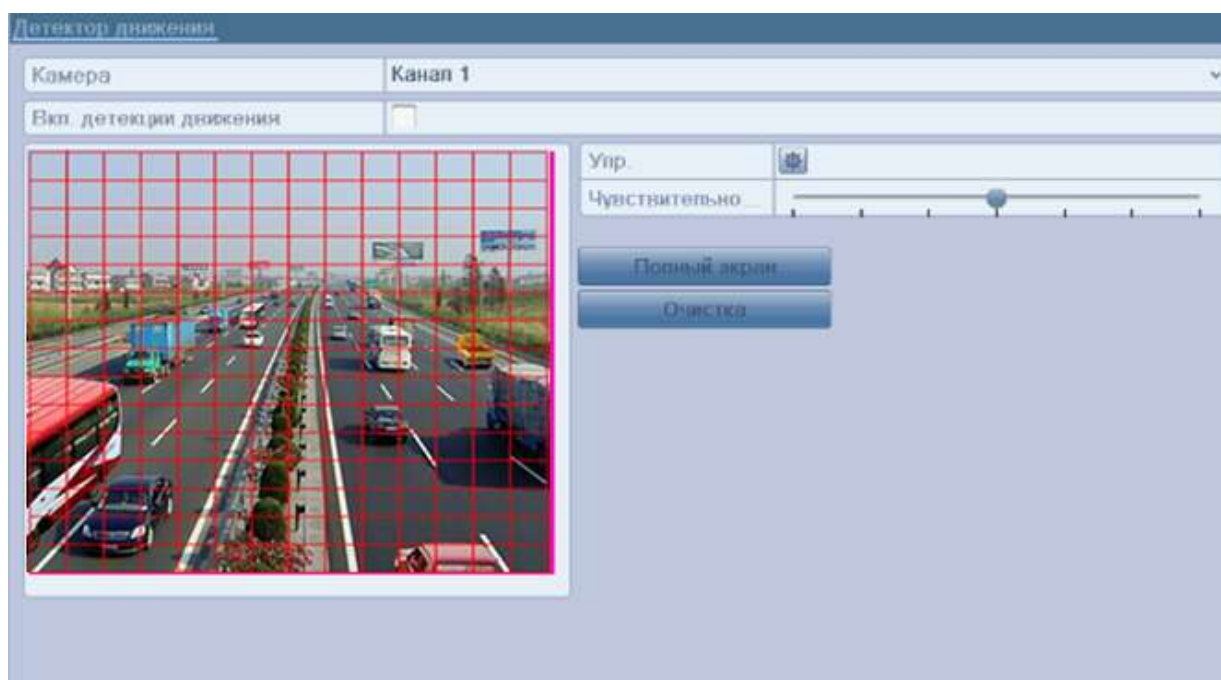 Детектор движения
Камера
Канал 1
Вкл. детекции движения
Упр.
Чувствительно...
Полный экран
Очистка